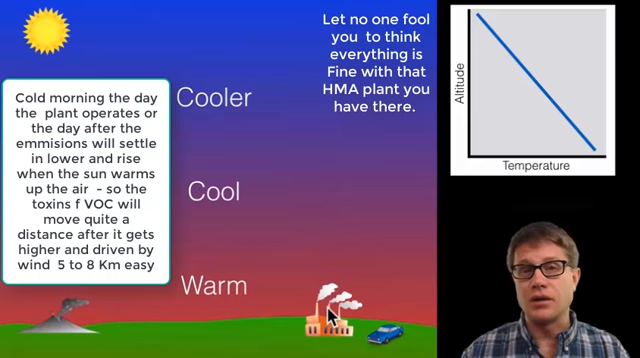 Let no one fool
you to think
everything is
Fine with that
HMA plant you
have there.
Cold morning the day
the plant operates or
the day after the
emmisions will settle
in lower and rise
when the sun warms
up the air - so the
toxins f VOC will
move quite a
distance after it gets
higher and driven by
wind 5 to 8 Km easy
Cooler
Cool
Warm
Altitude
Temperature